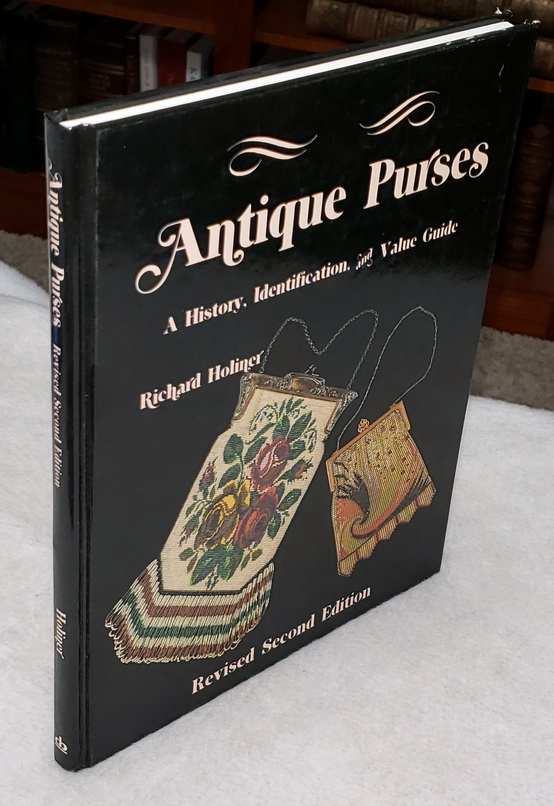 Antique Purses
A History, Identification, and Value Guide
Richard Holiner
Revised Second Edition
Antique Purses Revised Second Edition Holiner